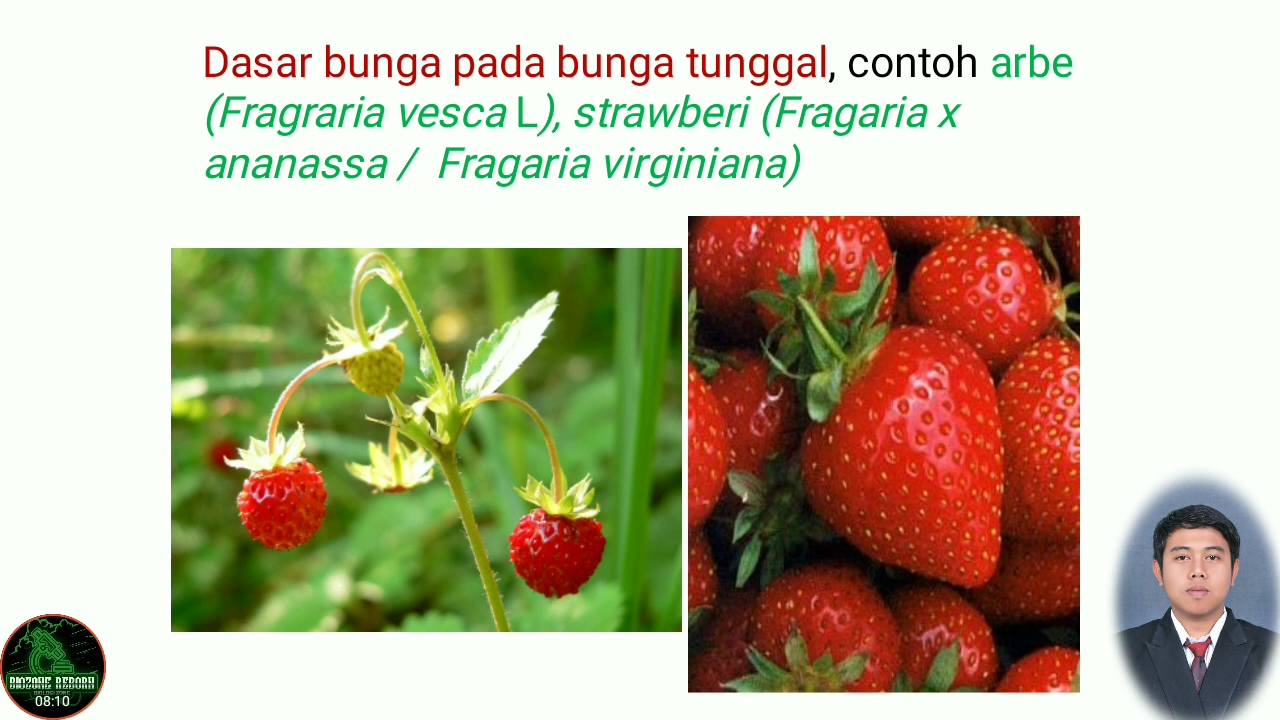 Dasar bunga pada bunga tunggal, contoh arbe
(Fragraria vesca L), strawberi (Fragaria x
ananassa / Fragaria virginiana)
BIOZONE REBORN
08:10